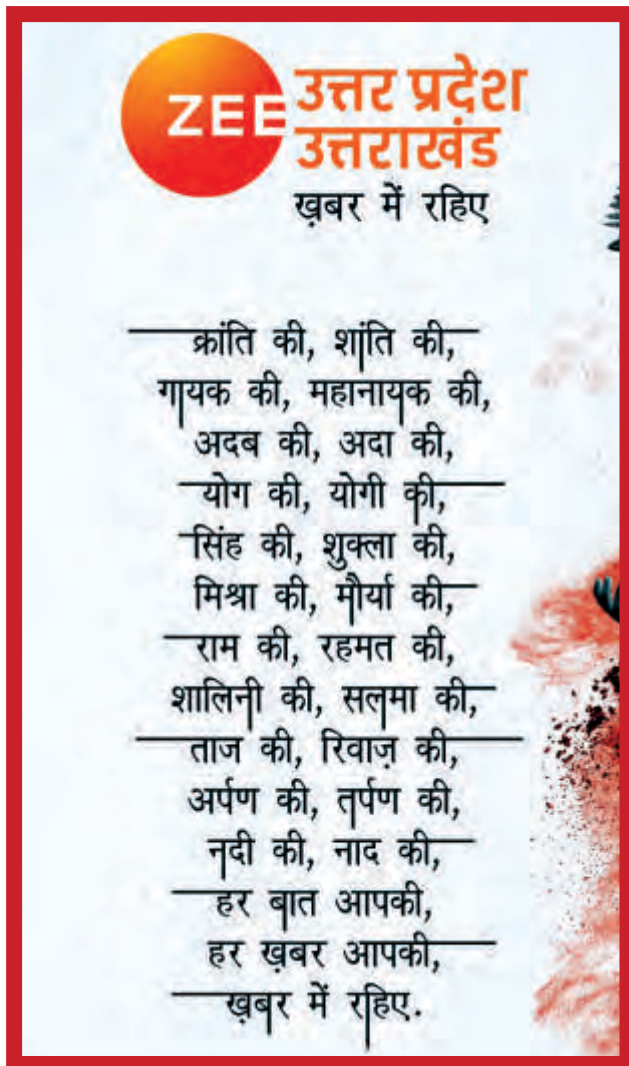 ZEE उत्तर प्रदेश
उत्तराखंड
ख़बर में रहिए
क्रांति की, शांति की,
गायक की, महानायक की,
अदब की, अदा की,
योग की, योगी की,
सिंह की, शुक्ला की,
मिश्रा की, मौर्या की,
राम की, रहमत की,
शालिनी की, सलमा की,
ताज की, रिवाज़ की,
अर्पण की, तर्पण की,
नदी की, नाद की,
हर बात आपकी,
हर ख़बर आपकी,
ख़बर में रहिए.